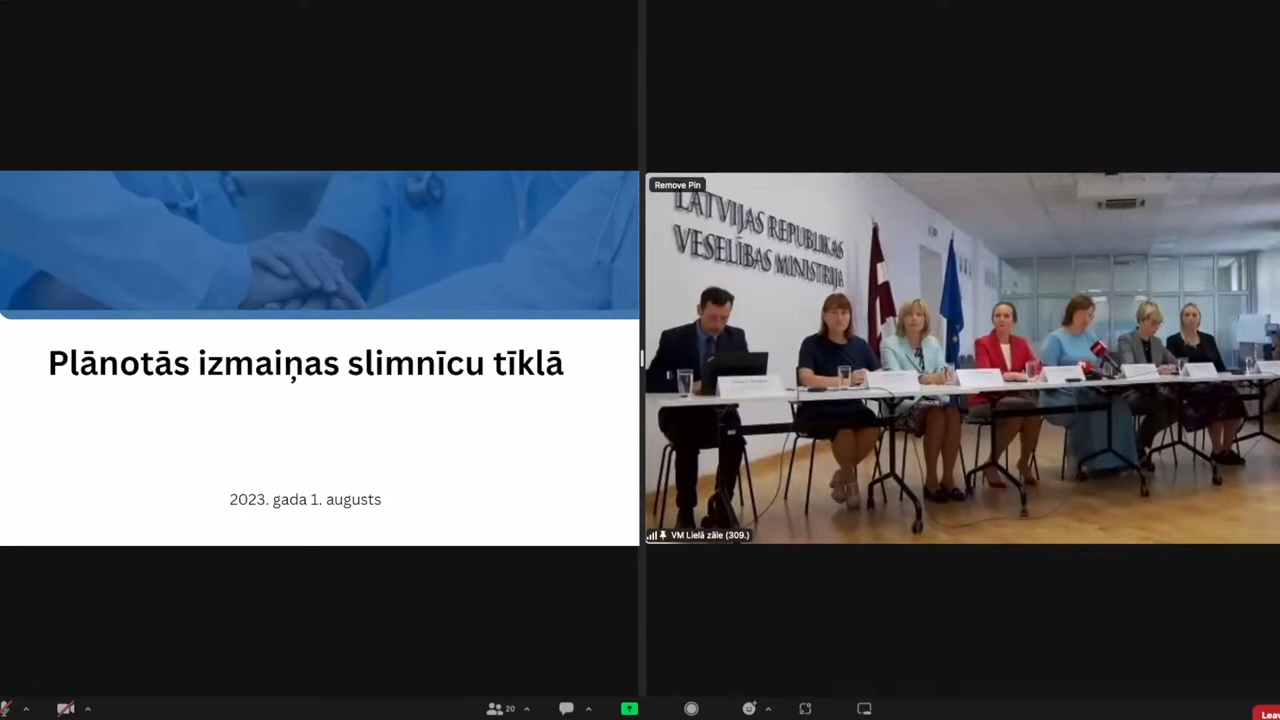 Plānotās izmaiņas slimnīcu tīklā
2023. gada 1. augusts
Remove Pin
LATVIJAS REPUBLIKAS
VESELĪBAS MINISTRIJA
VM Lielā zāle (309.)
20
Leav